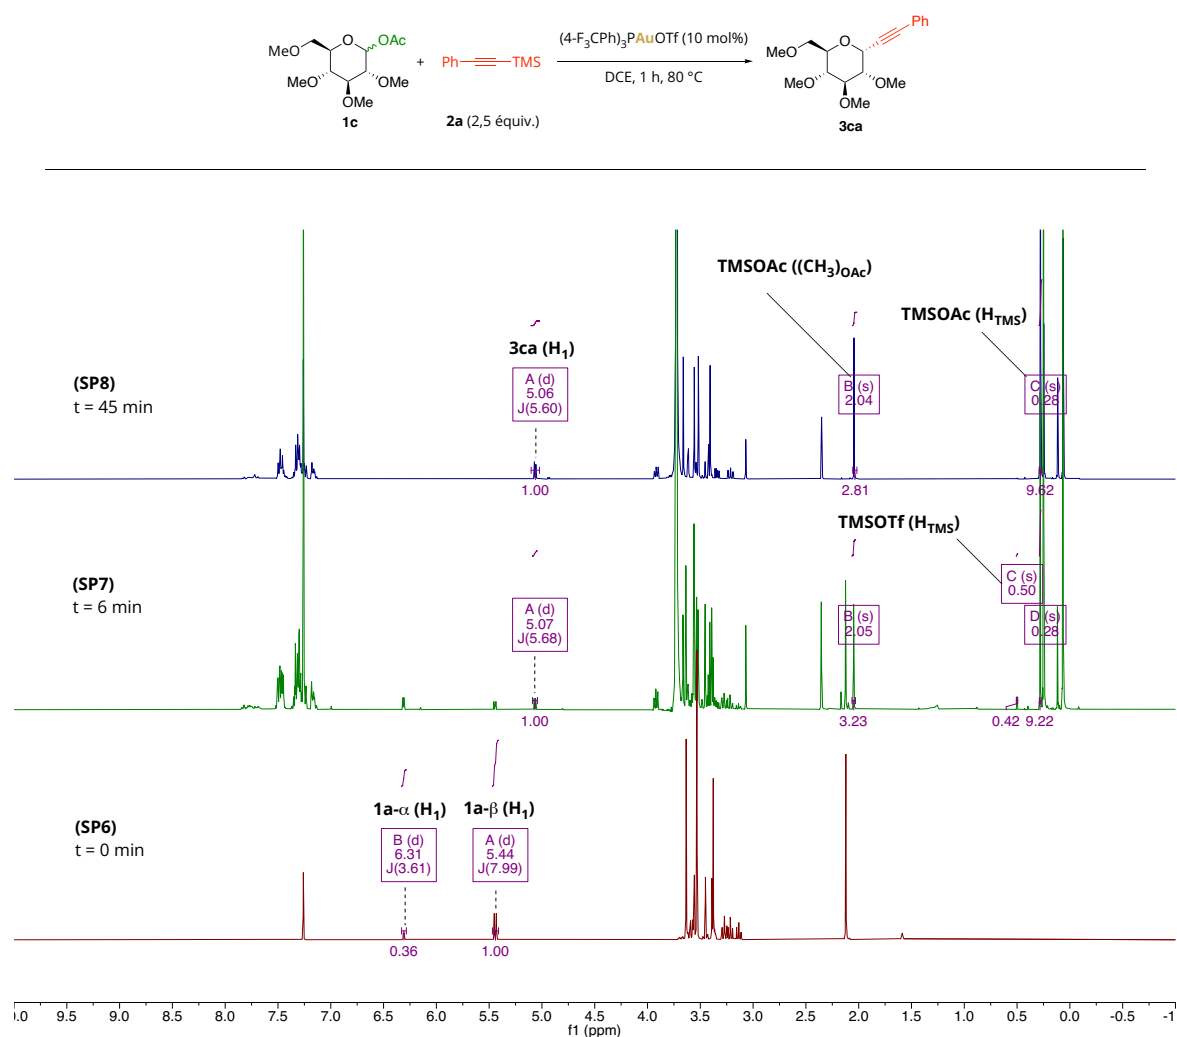 MeO
O
OAc
MeO
OMe
OMe
1c
+
Ph
TMS
2a (2,5 équiv.)
(4-F3CPh)3PAuOTf (10 mol%)
DCE, 1 h, 80 °C
Ph
MeO
O
MeO
OMe
OMe
3ca
TMSOAc ((CH3)OAc)
TMSOAc (HTMS)
3ca (H1)
(SP8)
t = 45 min
A (d)
5.06
J(5.60)
B (s)
2.04
C (s)
0.28
1.00
2.81
9.62
TMSOTf (HTMS)
(SP7)
t = 6 min
A (d)
5.07
J(5.68)
B (s)
2.05
C (s)
0.50
D (s)
0.28
1.00
3.23
0.42
9.22
1a-α (H1)
1a-β (H1)
(SP6)
t = 0 min
B (d)
6.31
J(3.61)
A (d)
5.44
J(7.99)
0.36
1.00
.0 9.5 9.0 8.5 8.0 7.5 7.0 6.5 6.0 5.5 5.0 4.5 4.0 3.5 3.0 2.5 2.0 1.5 1.0 0.5 0.0 -0.5 -1
f1 (ppm)